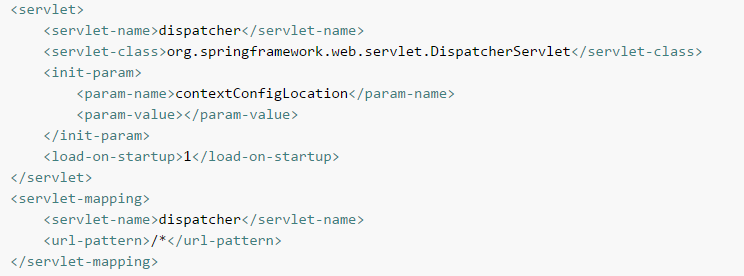 <servlet>
    <servlet-name>dispatcher</servlet-name>
    <servlet-class>org.springframework.web.servlet.DispatcherServlet</servlet-class>
    <init-param>
        <param-name>contextConfigLocation</param-name>
        <param-value></param-value>
    </init-param>
    <load-on-startup>1</load-on-startup>
</servlet>
<servlet-mapping>
    <servlet-name>dispatcher</servlet-name>
    <url-pattern>/*</url-pattern>
</servlet-mapping>